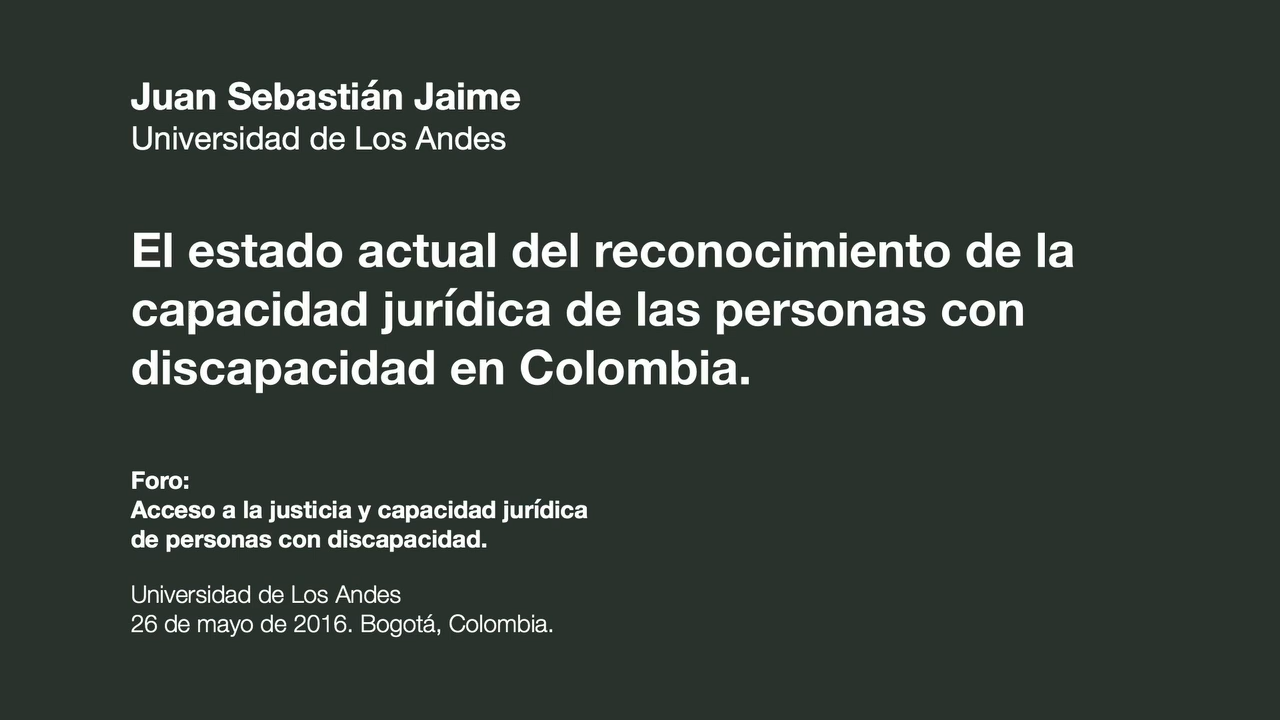 Juan Sebastián Jaime
Universidad de Los Andes
El estado actual del reconocimiento de la
capacidad jurídica de las personas con
discapacidad en Colombia.
Foro:
Acceso a la justicia y capacidad jurídica
de personas con discapacidad.
Universidad de Los Andes
26 de mayo de 2016. Bogotá, Colombia.